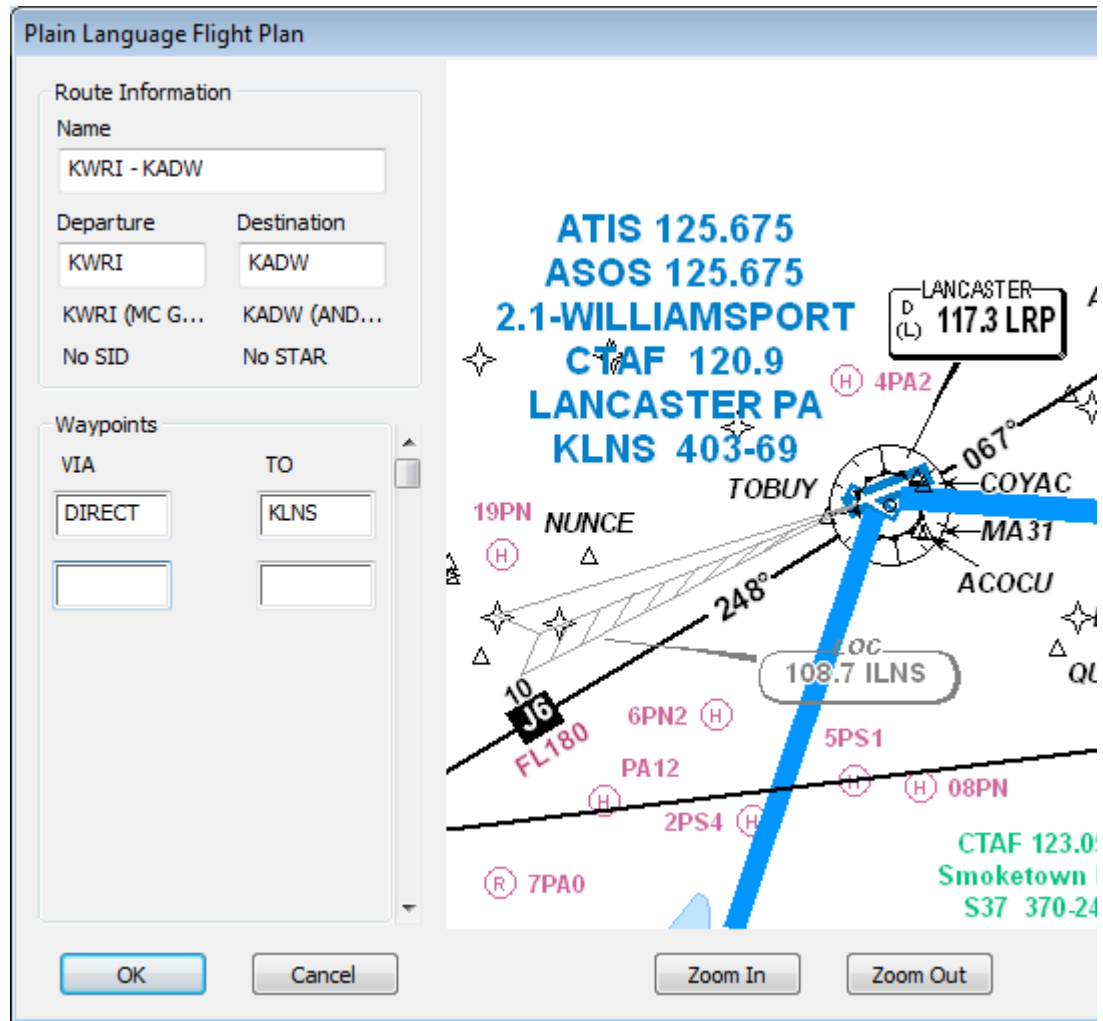 Plain Language Flight Plan
Route Information
Name
KWRI - KADW
Departure
Destination
KWRI
KADW
KWRI (MC G...
KADW (AND...
No SID
No STAR
Waypoints
VIA
TO
DIRECT
KLNS
OK
Cancel
ATIS 125.675
ASOS 125.675
2.1-WILLIAMSPORT
CTAF 120.9
LANCASTER PA
KLNS 403-69
LANCASTER
D
(L) 117.3 LRP
H 4PA2
067°
TOBUY
COYAC
19PN
H
NUNCE
MA31
ACOCU
248°
LOC
108.7 ILNS
QU
10
J6
FL180
6PN2 H
5PS1
H
PA12
H
H 08PN
2PS4 H
CTAF 123.05
Smoketown
R 7PA0
S37 370-24
Zoom In
Zoom Out